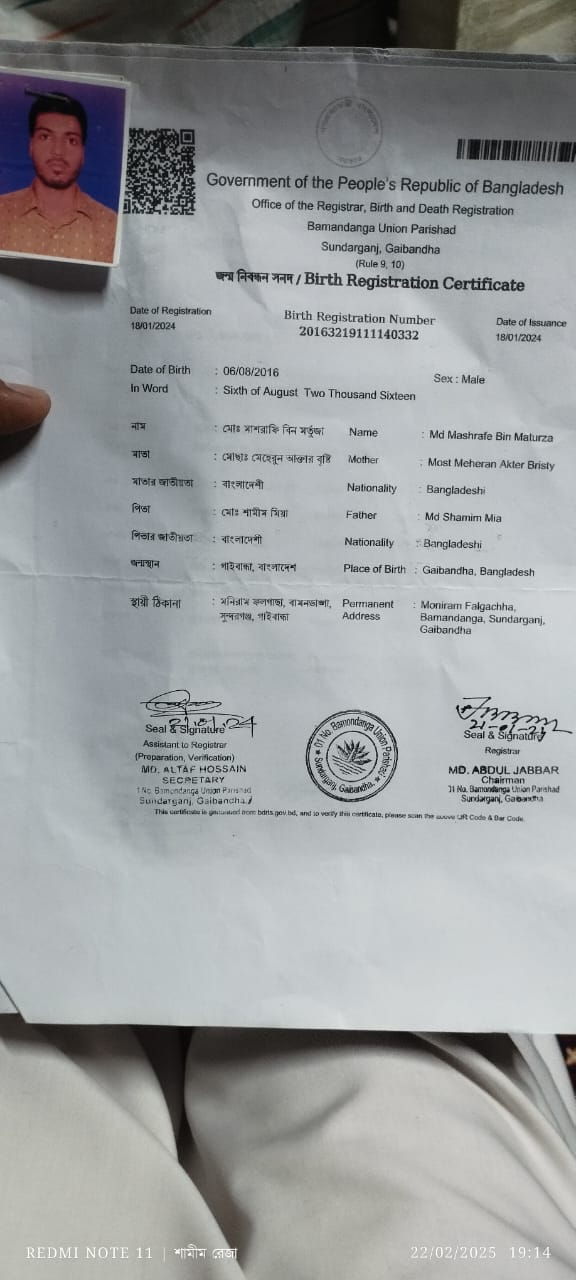 Government of the People's Republic of Bangladesh
Office of the Registrar, Birth and Death Registration
Bamandanga Union Parishad
Sundarganj, Gaibandha
(Rule 9, 10)
জন্ম নিবন্ধন সনদ / Birth Registration Certificate
Date of Registration
18/01/2024
Birth Registration Number
20163219111140332
Date of Issuance
18/01/2024
Date of Birth : 06/08/2016
Sex : Male
In Word : Sixth of August Two Thousand Sixteen
নাম : মোঃ মাশরাফি বিন মর্তুজা Name : Md Mashrafe Bin Maturza
মাতা : মোছাঃ মেহেরুন আক্তার বৃষ্টি Mother : Most Meheran Akter Bristy
মাতার জাতীয়তা : বাংলাদেশী Nationality : Bangladeshi
পিতা : মোঃ শামীম মিয়া Father : Md Shamim Mia
পিতার জাতীয়তা : বাংলাদেশী Nationality : Bangladeshi
জন্মস্থান : গাইবান্ধা, বাংলাদেশ Place of Birth : Gaibandha, Bangladesh
স্থায়ী ঠিকানা : মনিরাম ফলগাছা, বামনডাঙ্গা, Permanent : Moniram Falgachha,
সুন্দরগঞ্জ, গাইবান্ধা Address Bamandanga, Sundarganj,
Gaibandha
Seal & Signature
Assistant to Registrar
(Preparation, Verification)
MD. ALTAF HOSSAIN
SECRETARY
1 No. Bamondanga Union Parishad
Sundarganj, Gaibandha.
01 No. Bamondanga Union Parishad
Sundarganj, Gaibandha.
Seal & Signature
Registrar
MD. ABDUL JABBAR
Chairman
01 No. Bamondanga Union Parishad
Sundarganj, Gaibandha
This certificate is generated from bdris.gov.bd, and to verify this certificate, please scan the above QR Code & Bar Code.
REDMI NOTE 11 | শামীম রেজা
22/02/2025 19:14